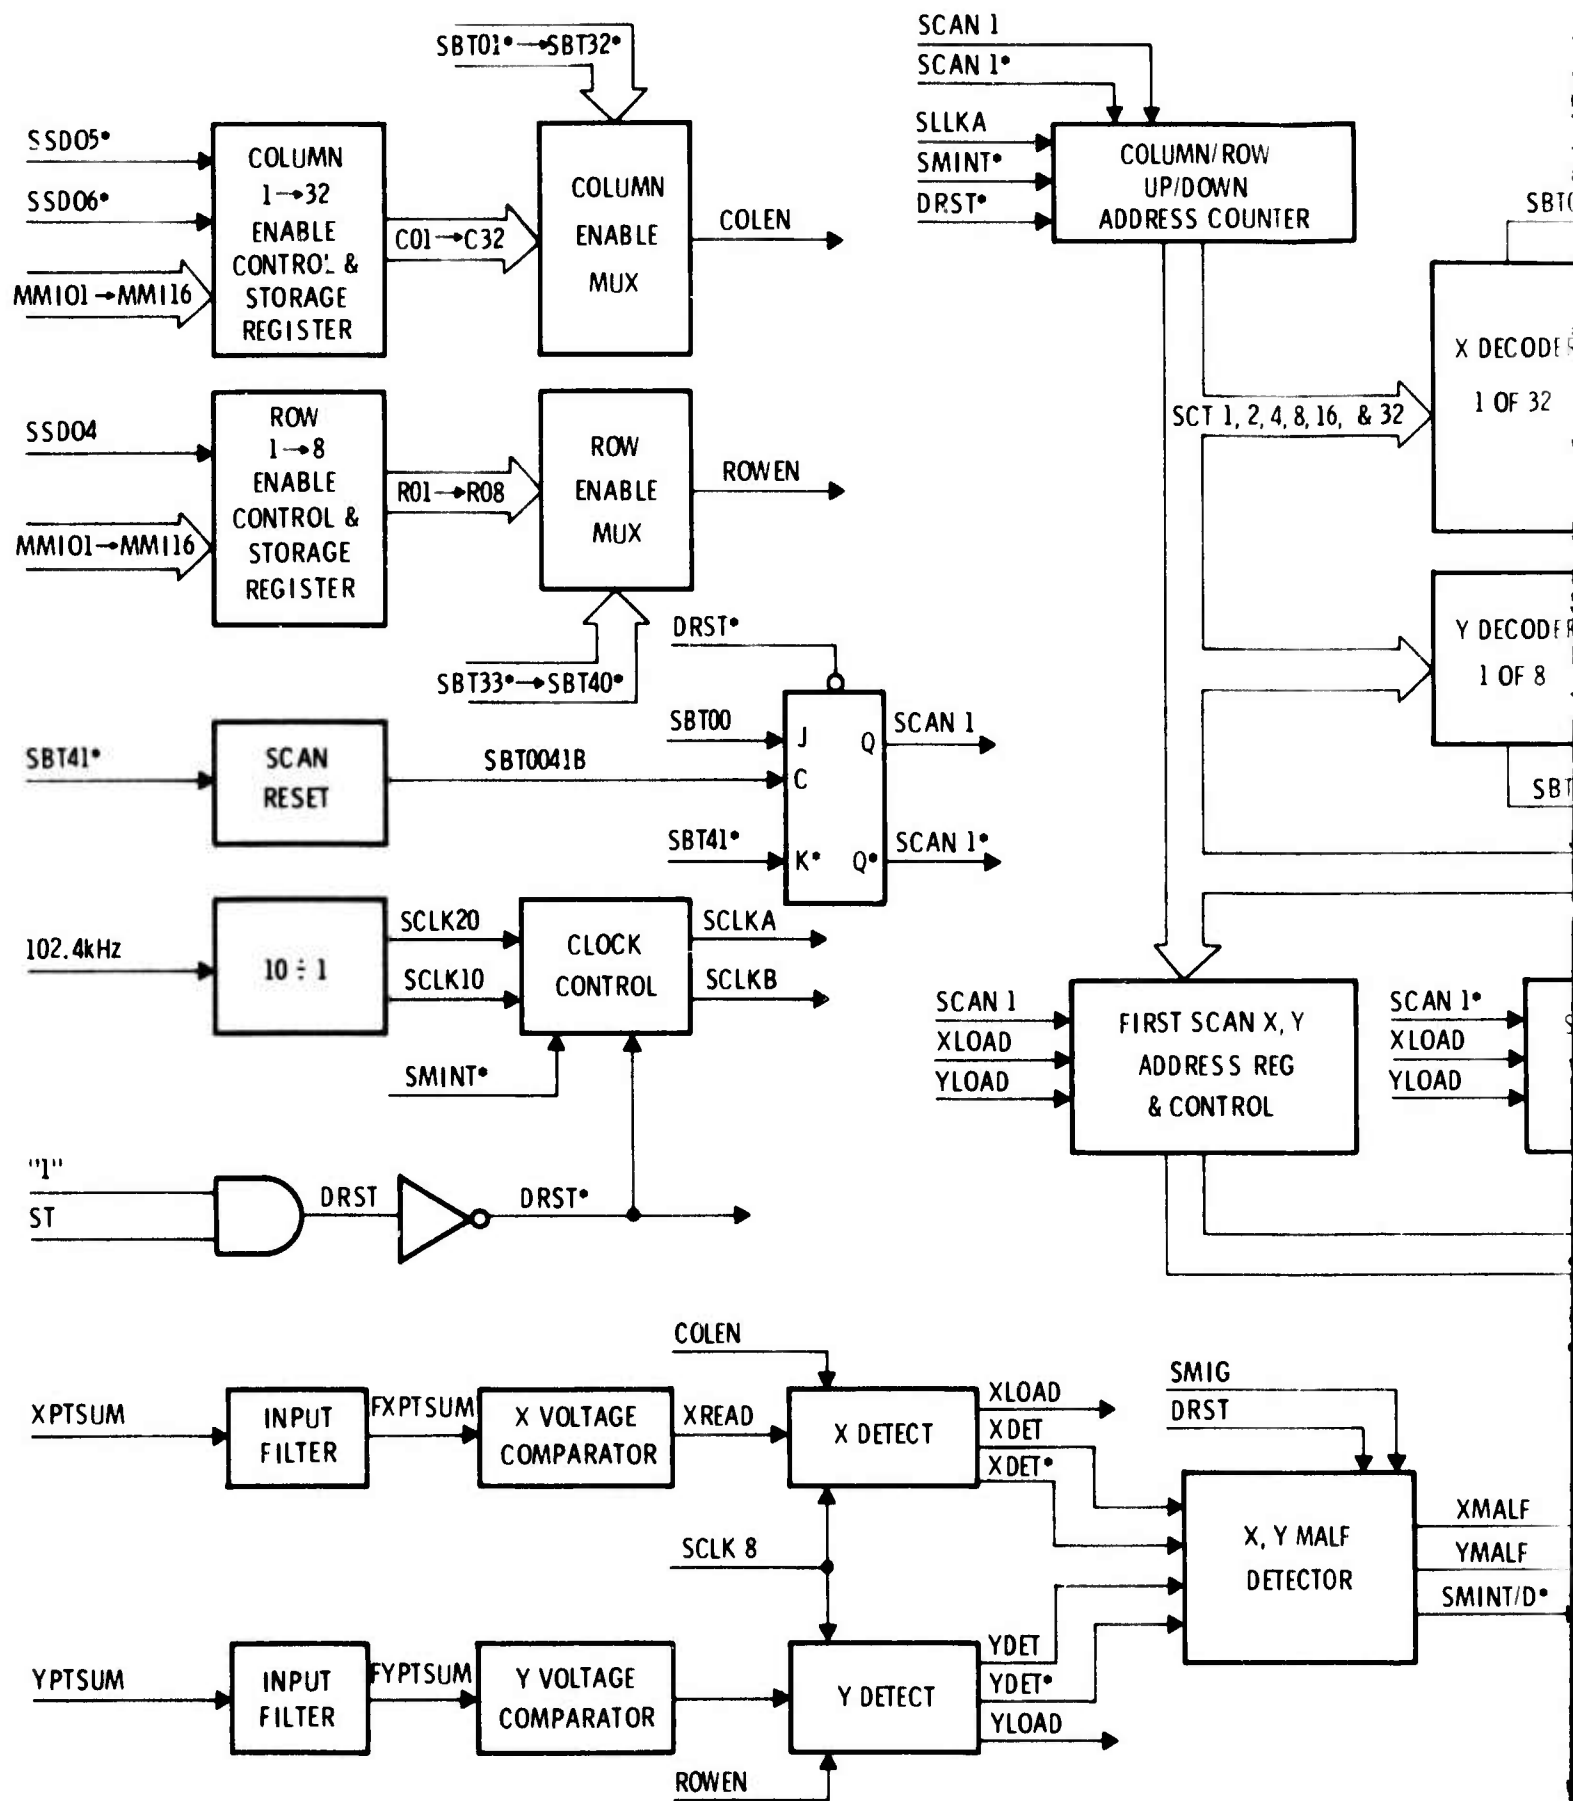 SBT01*→SBT32*
SSD05*
SSD06*
MMI01→MMI16
COLUMN
1→32
ENABLE
CONTROL &
STORAGE
REGISTER
C01→C32
COLUMN
ENABLE
MUX
COLEN
SCAN 1
SCAN 1*
SLLKA
SMINT*
DRST*
COLUMN/ROW
UP/DOWN
ADDRESS COUNTER
X DECODER
1 OF 32
SCT 1, 2, 4, 8, 16, & 32
SSD04
MMI01→MMI16
ROW
1→8
ENABLE
CONTROL &
STORAGE
REGISTER
R01→R08
ROW
ENABLE
MUX
ROWEN
SBT33*→SBT40*
Y DECODER
1 OF 8
SBT
DRST*
SBT00
SBT41*
J
C
K*
Q
Q*
SCAN 1
SCAN 1*
SBT41*
SCAN
RESET
SBT0041B
102.4kHz
10 ÷ 1
SCLK20
SCLK10
CLOCK
CONTROL
SCLKA
SCLKB
SMINT*
SCAN 1
XLOAD
YLOAD
FIRST SCAN X, Y
ADDRESS REG
& CONTROL
SCAN 1*
XLOAD
YLOAD
"1"
ST
DRST
DRST*
COLEN
XPTSUM
INPUT
FILTER
FXPTSUM
X VOLTAGE
COMPARATOR
XREAD
X DETECT
XLOAD
XDET
XDET*
SMIG
DRST
X, Y MALF
DETECTOR
XMALF
YMALF
SMINT/D*
SCLK 8
YPTSUM
INPUT
FILTER
FYPTSUM
Y VOLTAGE
COMPARATOR
Y DETECT
YDET
YDET*
YLOAD
ROWEN